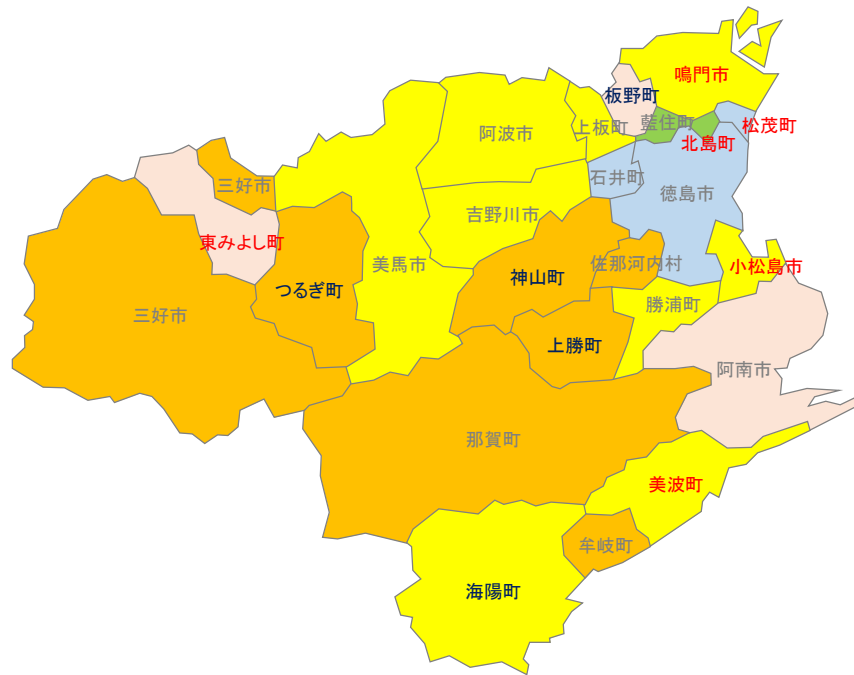 鳴門市
板野町
藍住町
松茂町
上板町
阿波市
北島町
石井町
三好市
徳島市
吉野川市
東みよし町
美馬市
佐那河内村
小松島市
神山町
つるぎ町
勝浦町
三好市
上勝町
阿南市
那賀町
美波町
牟岐町
海陽町